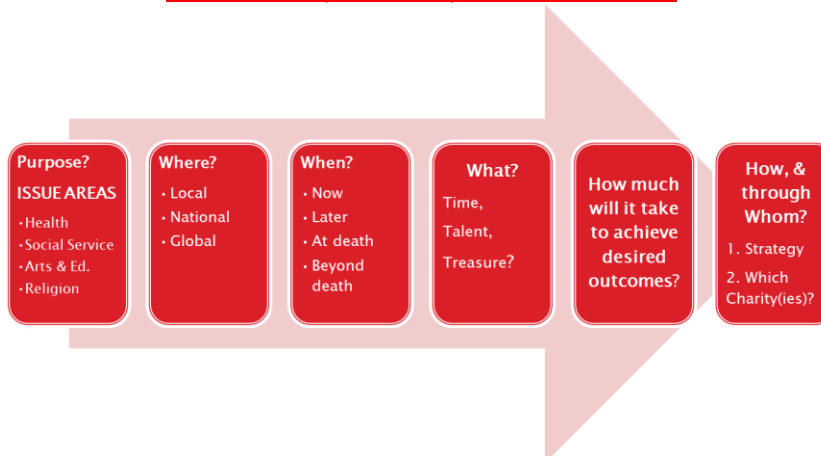 Purpose?
ISSUE AREAS
• Health
• Social Service
• Arts & Ed.
• Religion
Where?
• Local
• National
• Global
When?
• Now
• Later
• At death
• Beyond
death
What?
Time,
Talent,
Treasure?
How much
will it take
to achieve
desired
outcomes?
How, &
through
Whom?
1. Strategy
2. Which
Charity(ies)?